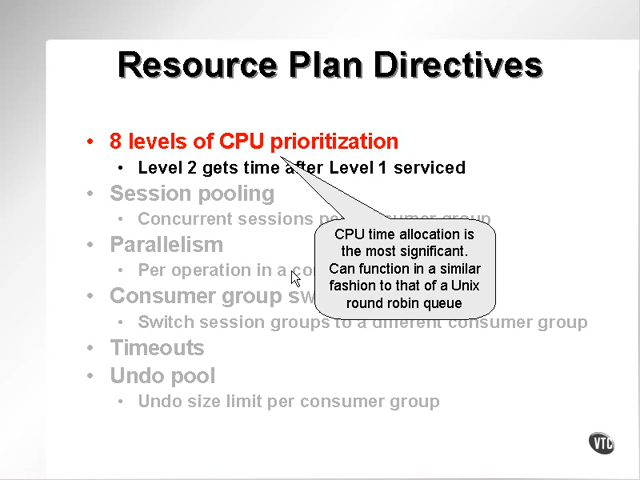 Resource Plan Directives
• 8 levels of CPU prioritization
• Level 2 gets time after Level 1 serviced
• Session pooling
• Concurrent sessions consumer group
CPU time allocation is
the most significant.
Can function in a similar
fashion to that of a Unix
round robin queue
• Parallelism
• Per operation in a
• Consumer group
• Switch session groups to a different consumer group
• Timeouts
• Undo pool
• Undo size limit per consumer group
VTC